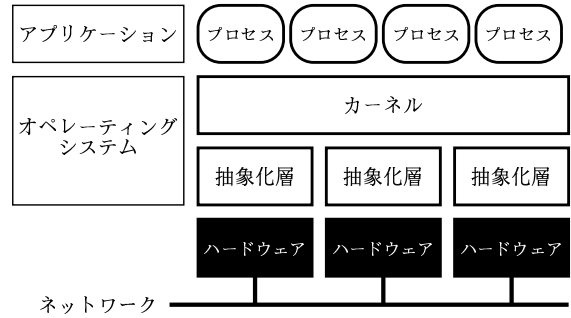 アプリケーション
プロセス
プロセス
プロセス
プロセス
オペレーティング
システム
カーネル
抽象化層
抽象化層
抽象化層
ハードウェア
ハードウェア
ハードウェア
ネットワーク